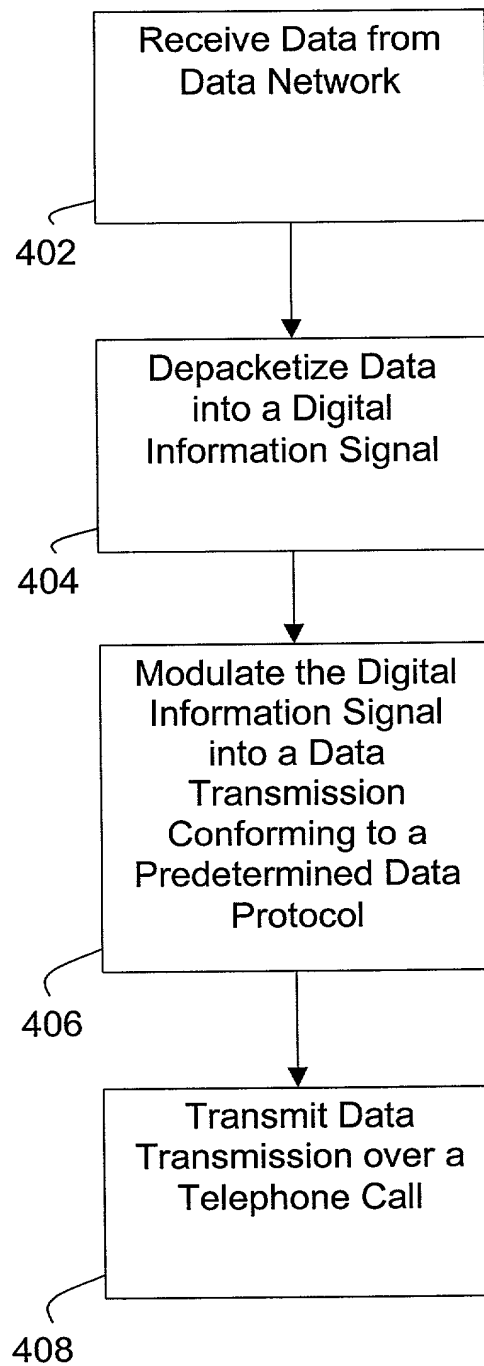 Receive Data from
Data Network
402
Depacketize Data
into a Digital
Information Signal
404
Modulate the Digital
Information Signal
into a Data
Transmission
Conforming to a
Predetermined Data
Protocol
406
Transmit Data
Transmission over a
Telephone Call
408